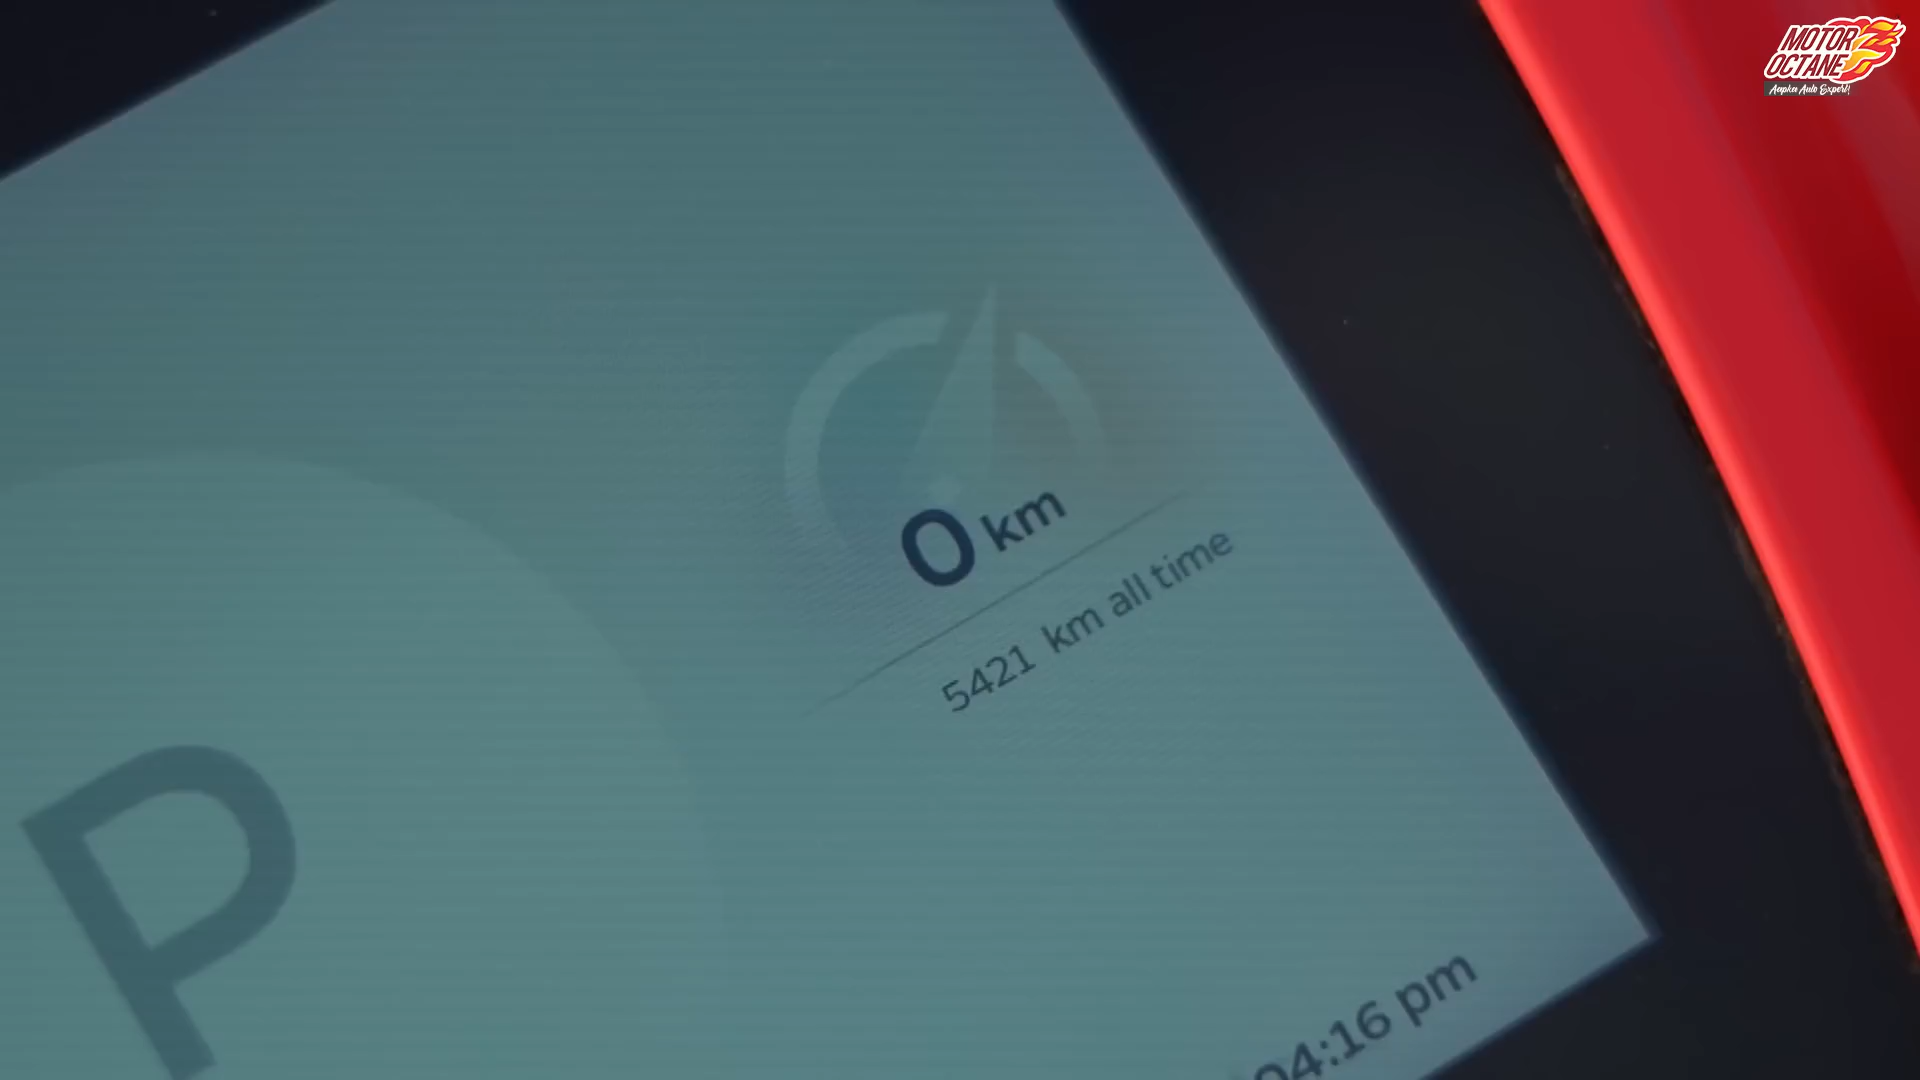 MOTOR
OCTANE
Aapka Auto Expert!
0 km
5421 km all time
P
04:16 pm